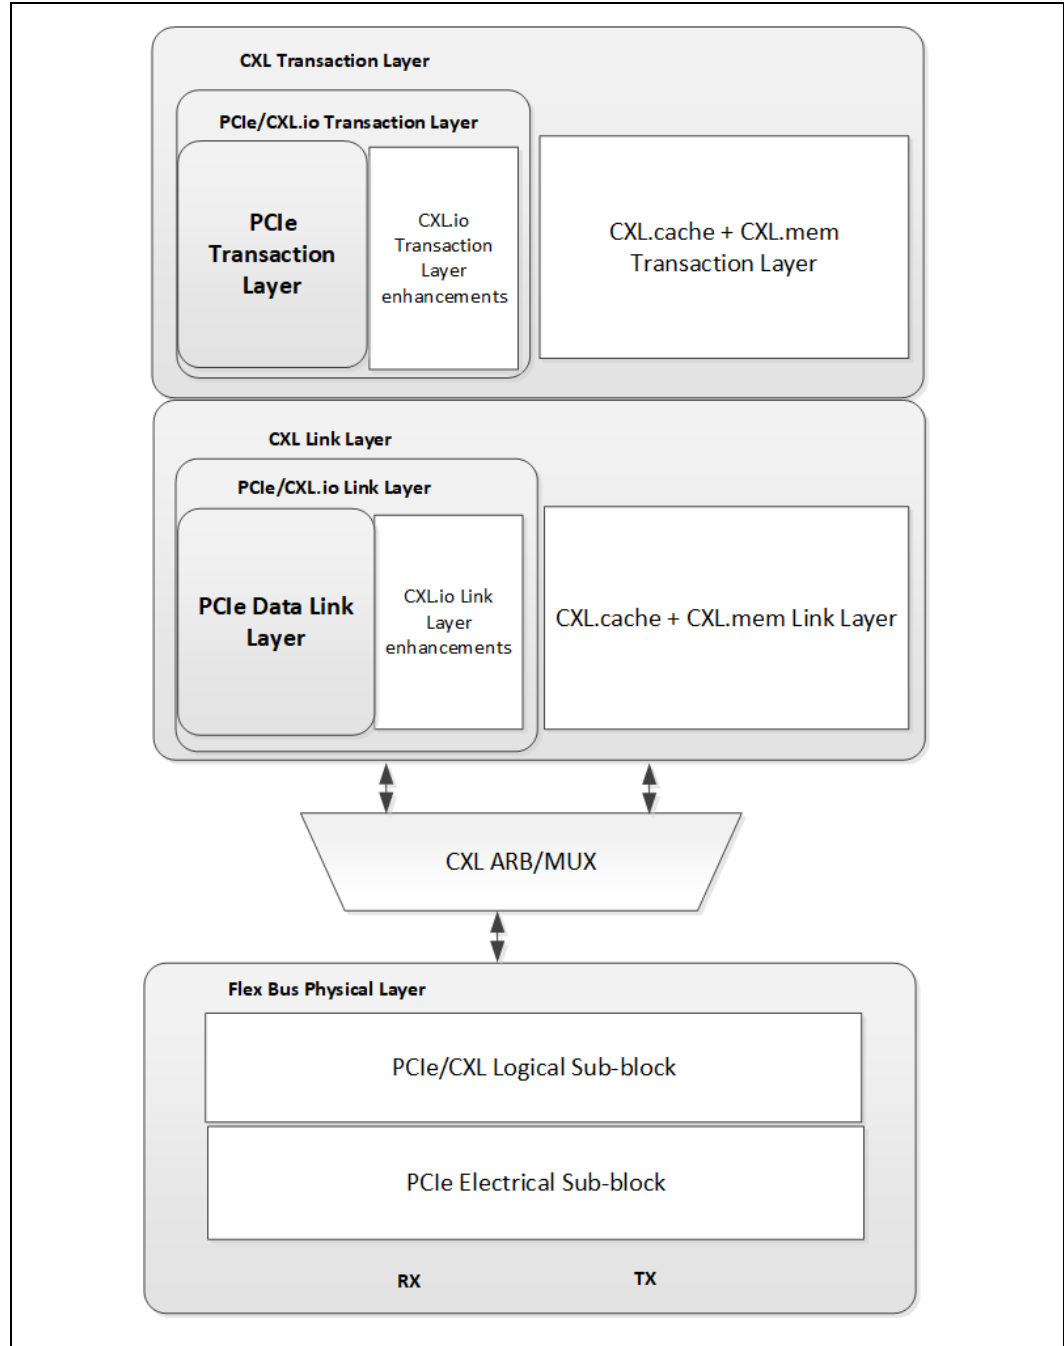 CXL Transaction Layer
PCIe/CXL.io Transaction Layer
PCIe
Transaction
Layer
CXL.io
Transaction
Layer
enhancements
CXL.cache + CXL.mem
Transaction Layer
CXL Link Layer
PCIe/CXL.io Link Layer
PCIe Data Link
Layer
CXL.io Link
Layer
enhancements
CXL.cache + CXL.mem Link Layer
CXL ARB/MUX
Flex Bus Physical Layer
PCIe/CXL Logical Sub-block
PCIe Electrical Sub-block
RX
TX